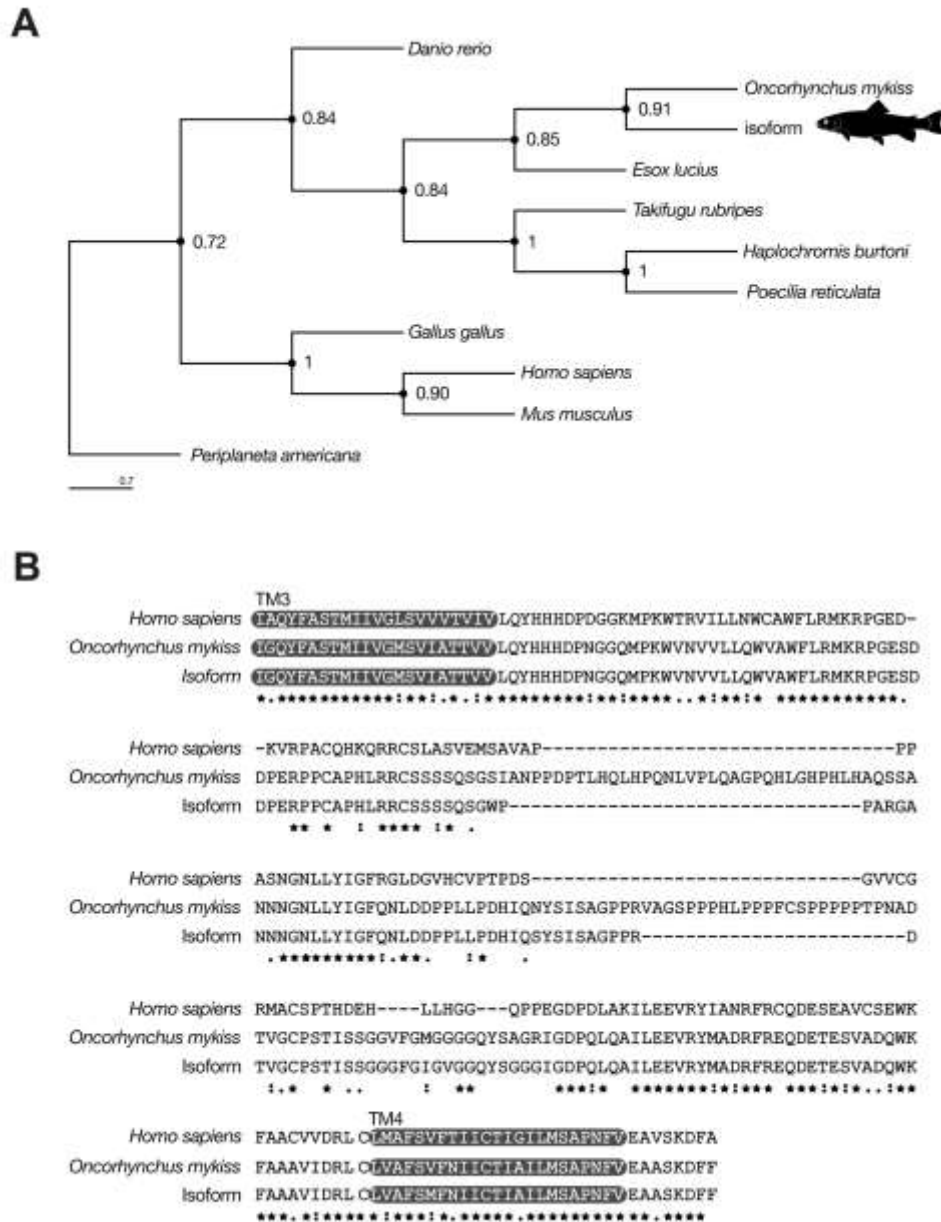 A
Danio rerio
Oncorhynchus mykiss
0.91
isoform
0.84
0.85
Esox lucius
0.84
Takifugu rubripes
0.72
1
Haplochromis burtoni
1
Poecilia reticulata
Gallus gallus
1
Homo sapiens
0.90
Mus musculus
Periplaneta americana
0.7
B
TM3
Homo sapiens IAQYFASTMIIVGLSVVVTVIVLQYHHHDPDGGKMPKWTRVILLNWCAWFLRMKRPGED-
Oncorhynchus mykiss IGQYFASTMIIVGMSVIATTVVLQYHHHDPNGGQMPKWVNVVLLQWVAWFLRMKRPGESD
Isoform IGQYFASTMIIVGMSVIATTVVLQYHHHDPNGGQMPKWVNVVLLQWVAWFLRMKRPGESD
Homo sapiens -KVRPACQHKQRRCSLASVEMSAVAP--------------------------------PP
Oncorhynchus mykiss DPERPPCAPHLRRCSSSSQSGSIANPPDPTLHQLHPQNLVPLQAGPQHLGHPHLHAQSSA
Isoform DPERPPCAPHLRRCSSSSQSGWP--------------------------------PARGA
Homo sapiens ASNGNLLYIGFRGLDGVHCVPTPDS------------------------------GVVCG
Oncorhynchus mykiss NNNGNLLYIGFQNLDDPPLLPDHIQNYSISAGPPRVAGSPPPHLPPPFCSPPPPPTPNAD
Isoform NNNGNLLYIGFQNLDDPPLLPDHIQSYSISAGPPR------------------------D
Homo sapiens RMACSPTHDEH----LLHGG---QPPEGDPDLAKILEEVRYIANRFRCQDESEAVCSEWK
Oncorhynchus mykiss TVGCPSTISSGGVFGMGGGGQYSAGRIGDPQLQAILEEVRYMADRFREQDETESVADQWK
Isoform TVGCPSTISSGGGFGIGVGGQYSGGGIGDPQLQAILEEVRYMADRFREQDETESVADQWK
TM4
Homo sapiens FAACVVDRLCLMAFSVFTIICTIGILMSAPNFVEAVSKDFA
Oncorhynchus mykiss FAAAVIDRLCLVAFSVFNIICTIAILMSAPNFVEAASKDFF
Isoform FAAAVIDRLCLVAFSMFNIICTIAILMSAPNFVEAASKDFF